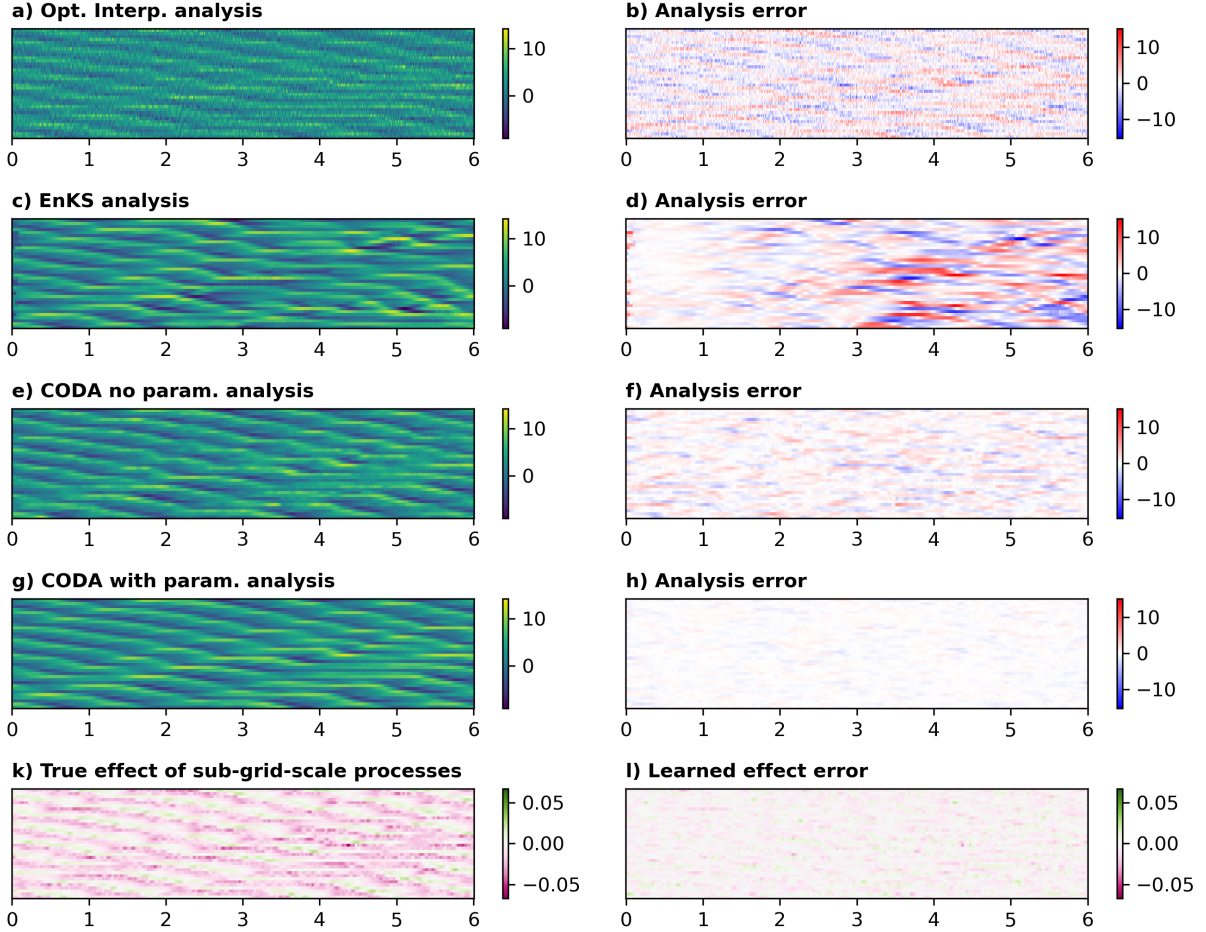 a) Opt. Interp. analysis
10
0
0 1 2 3 4 5 6
b) Analysis error
10
0
−10
0 1 2 3 4 5 6
c) EnKS analysis
10
0
0 1 2 3 4 5 6
d) Analysis error
10
0
−10
0 1 2 3 4 5 6
e) CODA no param. analysis
10
0
0 1 2 3 4 5 6
f) Analysis error
10
0
−10
0 1 2 3 4 5 6
g) CODA with param. analysis
10
0
0 1 2 3 4 5 6
h) Analysis error
10
0
−10
0 1 2 3 4 5 6
k) True effect of sub-grid-scale processes
0.05
0.00
−0.05
0 1 2 3 4 5 6
l) Learned effect error
0.05
0.00
−0.05
0 1 2 3 4 5 6